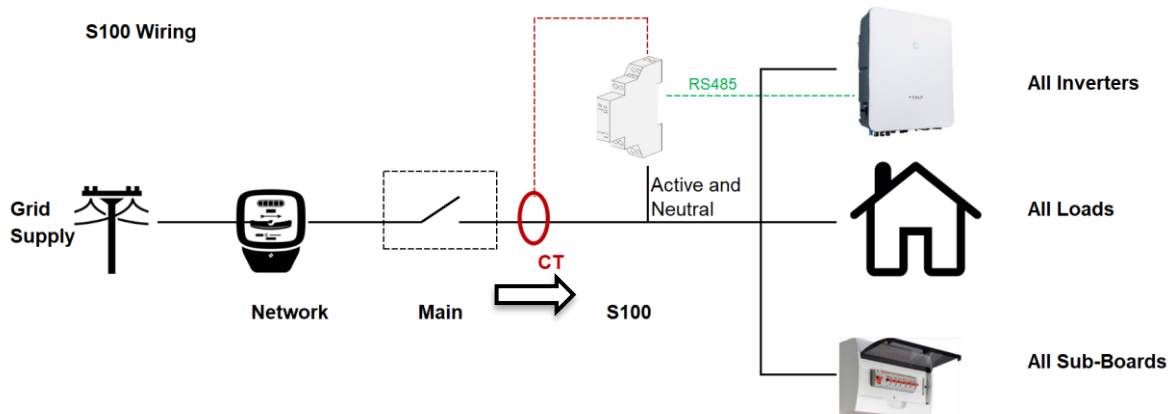 S100 Wiring
RS485
All Inverters
Active and
Neutral
Grid
Supply
All Loads
CT
Network
Main
S100
All Sub-Boards